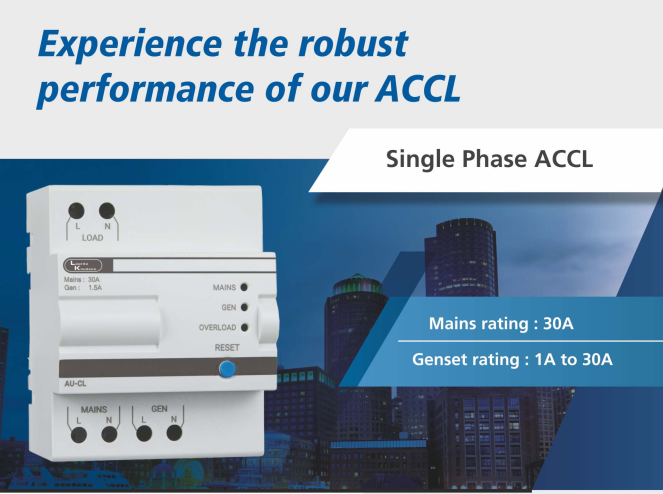 Experience the robust
performance of our ACCL
Single Phase ACCL
L N
LOAD
Mains : 30A
Gen : 1.5A
MAINS
GEN
OVERLOAD
RESET
AU-CL
MAINS GEN
L N L N
Mains rating : 30A
Genset rating : 1A to 30A